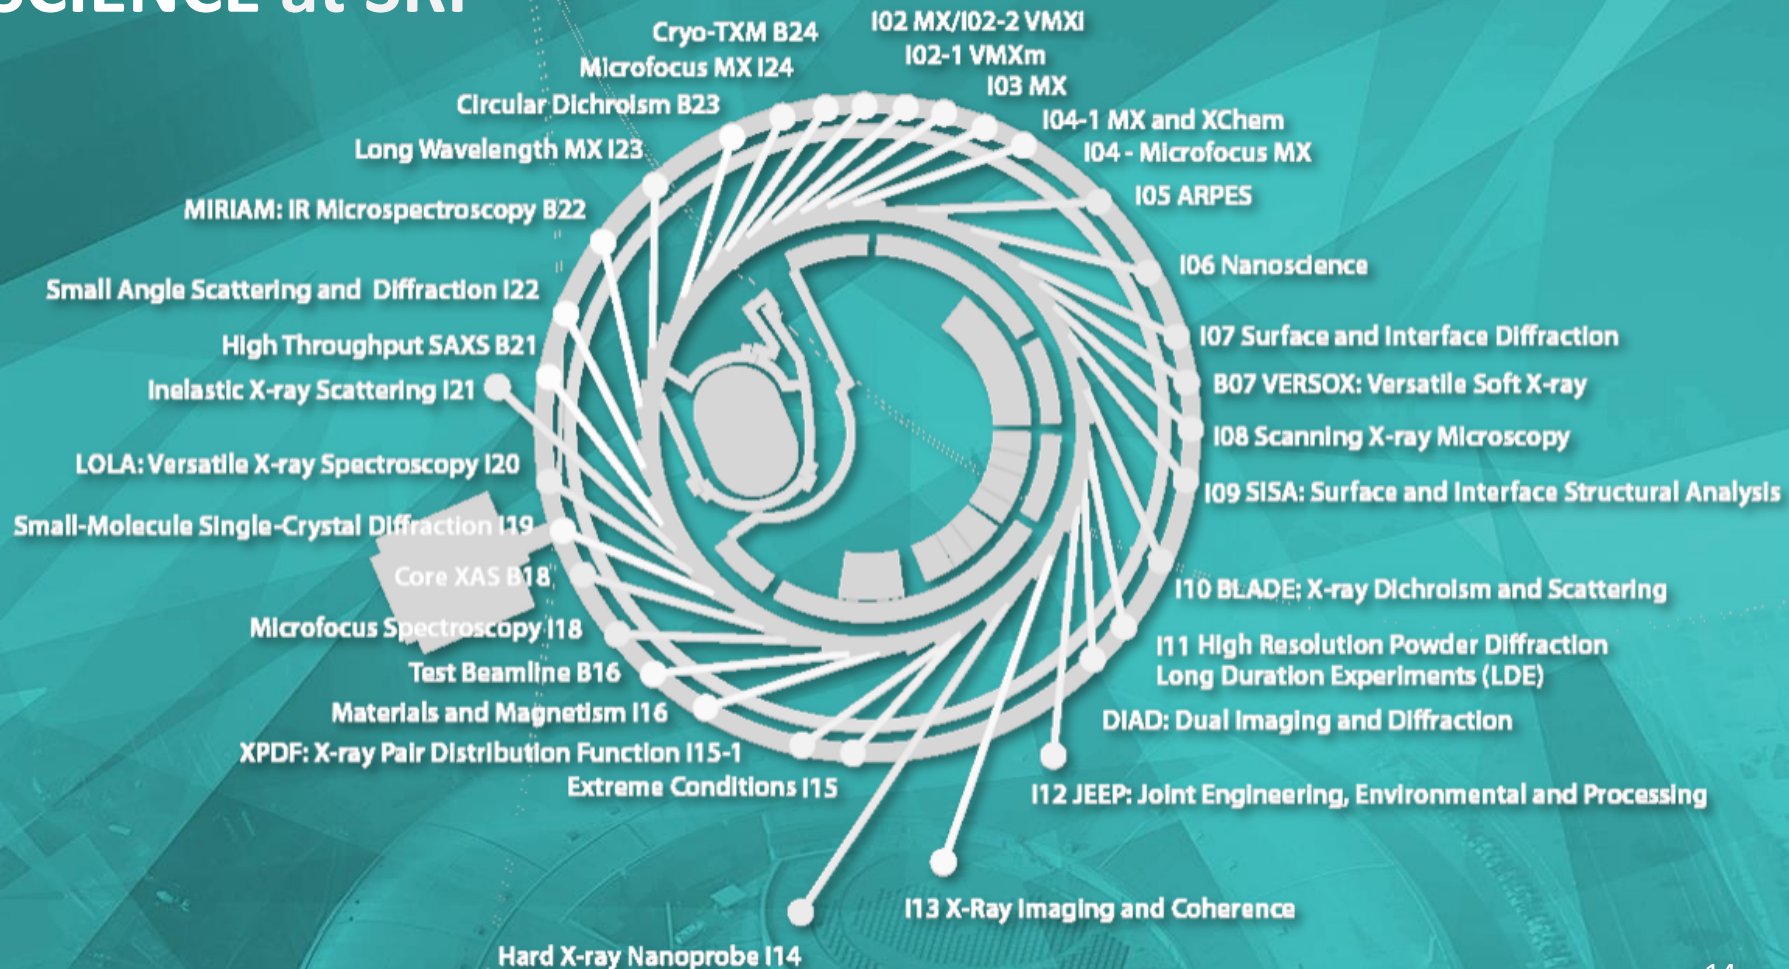 SCIENCE at SRI
Cryo-TXM B24
I02 MX/I02-2 VMXi
I02-1 VMXm
Microfocus MX I24
I03 MX
Circular Dichroism B23
I04-1 MX and XChem
Long Wavelength MX I23
I04 - Microfocus MX
I05 ARPES
MIRIAM: IR Microspectroscopy B22
I06 Nanoscience
Small Angle Scattering and Diffraction I22
I07 Surface and Interface Diffraction
High Throughput SAXS B21
B07 VERSOX: Versatile Soft X-ray
Inelastic X-ray Scattering I21
I08 Scanning X-ray Microscopy
LOLA: Versatile X-ray Spectroscopy I20
I09 SISA: Surface and Interface Structural Analysis
Small-Molecule Single-Crystal Diffraction I19
Core XAS B18
I10 BLADE: X-ray Dichroism and Scattering
Microfocus Spectroscopy I18
I11 High Resolution Powder Diffraction
Long Duration Experiments (LDE)
Test Beamline B16
Materials and Magnetism I16
DIAD: Dual Imaging and Diffraction
XPDF: X-ray Pair Distribution Function I15-1
Extreme Conditions I15
I12 JEEP: Joint Engineering, Environmental and Processing
I13 X-Ray Imaging and Coherence
Hard X-ray Nanoprobe I14
14